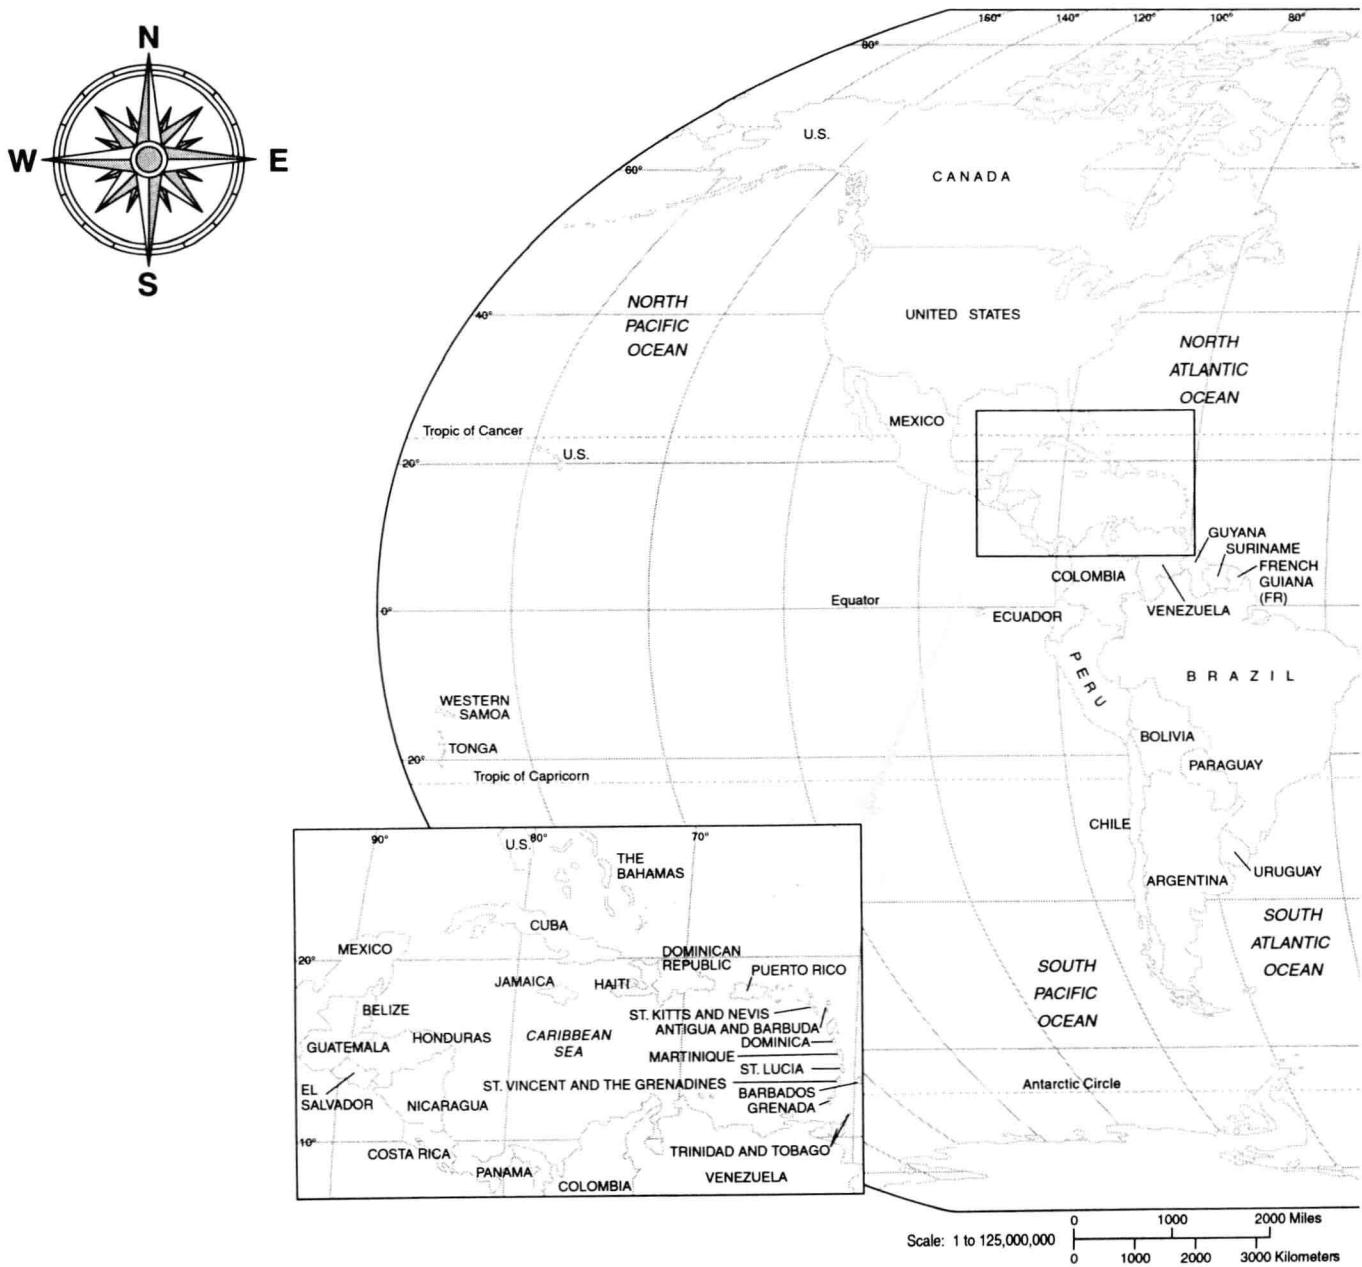 N
W E
S
160° 140° 120° 100° 80°
80°
U.S.
60°
CANADA
NORTH
PACIFIC
OCEAN
40°
UNITED STATES
NORTH
ATLANTIC
OCEAN
MEXICO
Tropic of Cancer
U.S.
20°
GUYANA
SURINAME
FRENCH
GUIANA
(FR)
COLOMBIA
VENEZUELA
Equator
ECUADOR
0°
PERU
BRAZIL
WESTERN
SAMOA
TONGA
BOLIVIA
20°
PARAGUAY
Tropic of Capricorn
CHILE
URUGUAY
ARGENTINA
SOUTH
ATLANTIC
OCEAN
SOUTH
PACIFIC
OCEAN
Antarctic Circle
90° 80° 70°
U.S.
THE
BAHAMAS
CUBA
MEXICO
20°
DOMINICAN
REPUBLIC
PUERTO RICO
JAMAICA
HAITI
BELIZE
ST. KITTS AND NEVIS
ANTIGUA AND BARBUDA
HONDURAS
CARIBBEAN
SEA
DOMINICA
GUATEMALA
MARTINIQUE
ST. LUCIA
ST. VINCENT AND THE GRENADINES
EL
SALVADOR
BARBADOS
GRENADA
NICARAGUA
10°
COSTA RICA
TRINIDAD AND TOBAGO
PANAMA
COLOMBIA
VENEZUELA
Scale: 1 to 125,000,000
0 1000 2000 Miles
0 1000 2000 3000 Kilometers